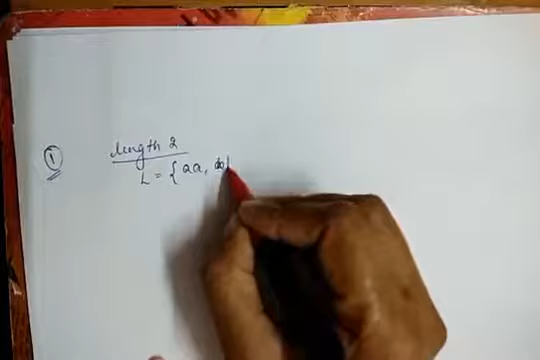 ① length 2
L = { aa,